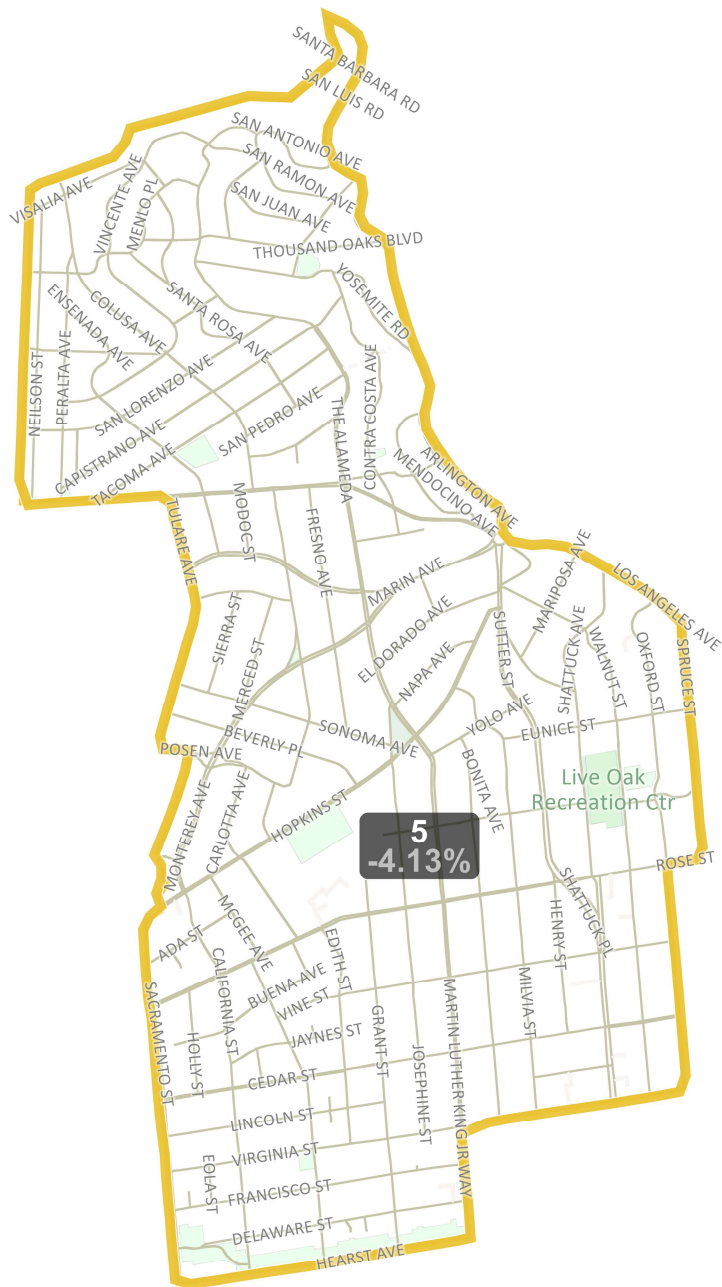 SANTA BARBARA RD
SAN LUIS RD
SAN ANTONIO AVE
SAN RAMON AVE
VISALIA AVE
VINCENTE AVE
MENLO PL
SAN JUAN AVE
THOUSAND OAKS BLVD
YOSEMITE RD
ENSENADA AVE
COLUSA AVE
SANTA ROSA AVE
NEILSON ST
PERALTA AVE
SAN LORENZO AVE
CONTRA COSTA AVE
CAPISTRANO AVE
TACOMA AVE
SAN PEDRO AVE
THE ALAMEDA
ARLINGTON AVE
MENDOCINO AVE
TULARE AVE
MODOC ST
FRESNO AVE
MARIN AVE
MARIPOSA AVE
LOS ANGELES AVE
SIERRA ST
MERCED ST
EL DORADO AVE
NAPA AVE
SUTTER ST
SHATTUCK AVE
WALNUT ST
OXFORD ST
SPRUCE ST
POSEN AVE
BEVERLY PL
SONOMA AVE
YOLO AVE
EUNICE ST
BONITA AVE
Live Oak
Recreation Ctr
MONTEREY AVE
CARLOTTA AVE
HOPKINS ST
5
-4.13%
ROSE ST
ADA ST
MCGEE AVE
CALIFORNIA ST
BUENA AVE
EDITH ST
VINE ST
HENRY ST
SHATTUCK PL
SACRAMENTO ST
HOLLY ST
JAYNES ST
GRANT ST
JOSEPHINE ST
MARTIN LUTHER KING JR WAY
MILVIA ST
CEDAR ST
LINCOLN ST
VIRGINIA ST
EOLA ST
FRANCISCO ST
DELAWARE ST
HEARST AVE